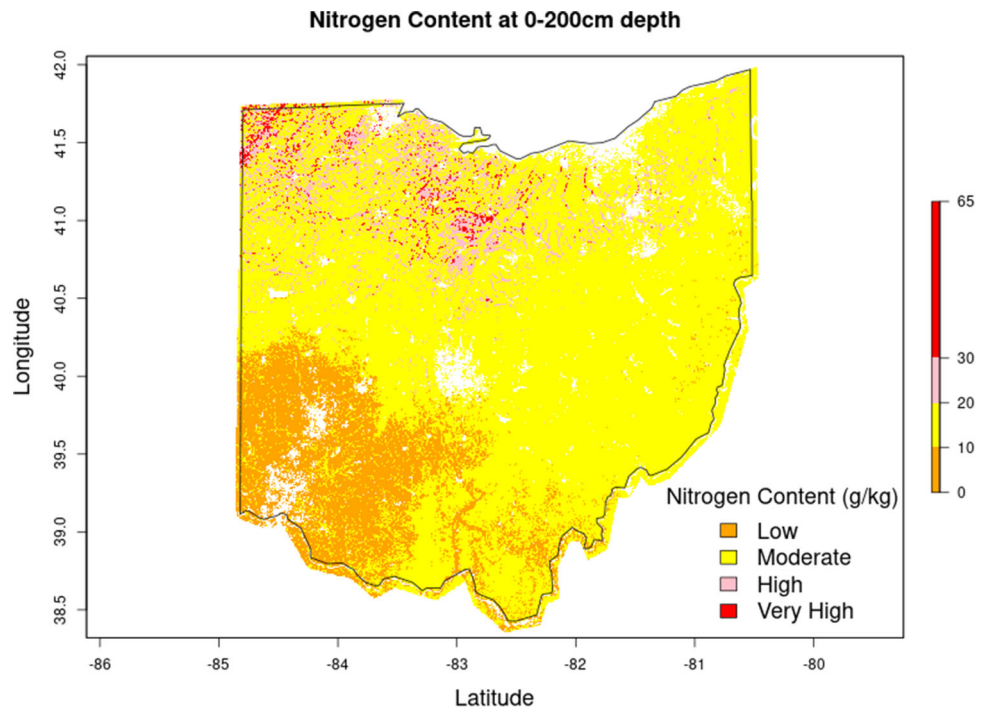 Nitrogen Content at 0-200cm depth
Longitude
42.0
41.5
41.0
40.5
40.0
39.5
39.0
38.5
65
30
20
10
0
Nitrogen Content (g/kg)
Low
Moderate
High
Very High
-86 -85 -84 -83 -82 -81 -80
Latitude